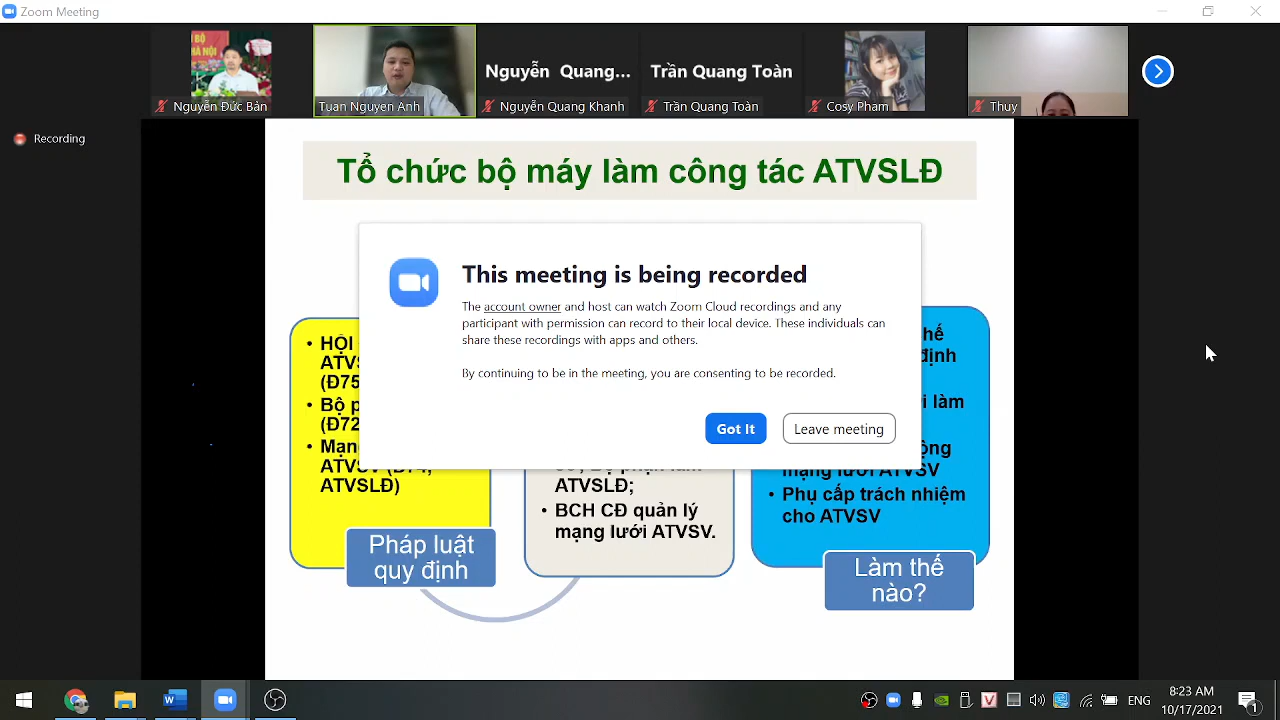 Zoom Meeting
Nguyễn Quang...
Trần Quang Toàn
Nguyễn Đức Bản
Tuan Nguyen Anh
Nguyễn Quang Khanh
Trần Quang Toàn
Cosy Pham
Thuy
Recording
Tổ chức bộ máy làm công tác ATVSLĐ
This meeting is being recorded
The account owner and host can watch Zoom Cloud recordings and any
participant with permission can record to their local device. These individuals can
share these recordings with apps and others.
By continuing to be in the meeting, you are consenting to be recorded.
Got It
Leave meeting
• HỘI
(Đ75
• Bộ
(Đ72
• Mạn
ATVSLĐ)
Pháp luật
quy định
ATVSLĐ;
• BCH CĐ quản lý
mạng lưới ATVSV.
định
làm
mạng lưới ATVSV
• Phụ cấp trách nhiệm
cho ATVSV
Làm thế
nào?
ENG
8:23 AM
10/17/2021